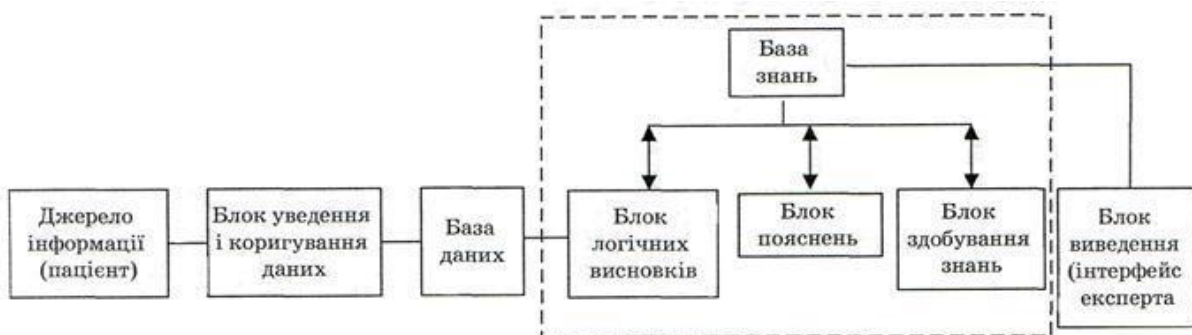 База
знань
Джерело
інформації
(пацієнт)
Блок уведення
і коригування
даних
База
даних
Блок
логічних
висновків
Блок
пояснень
Блок
здобування
знань
Блок
виведення
(інтерфейс
експерта